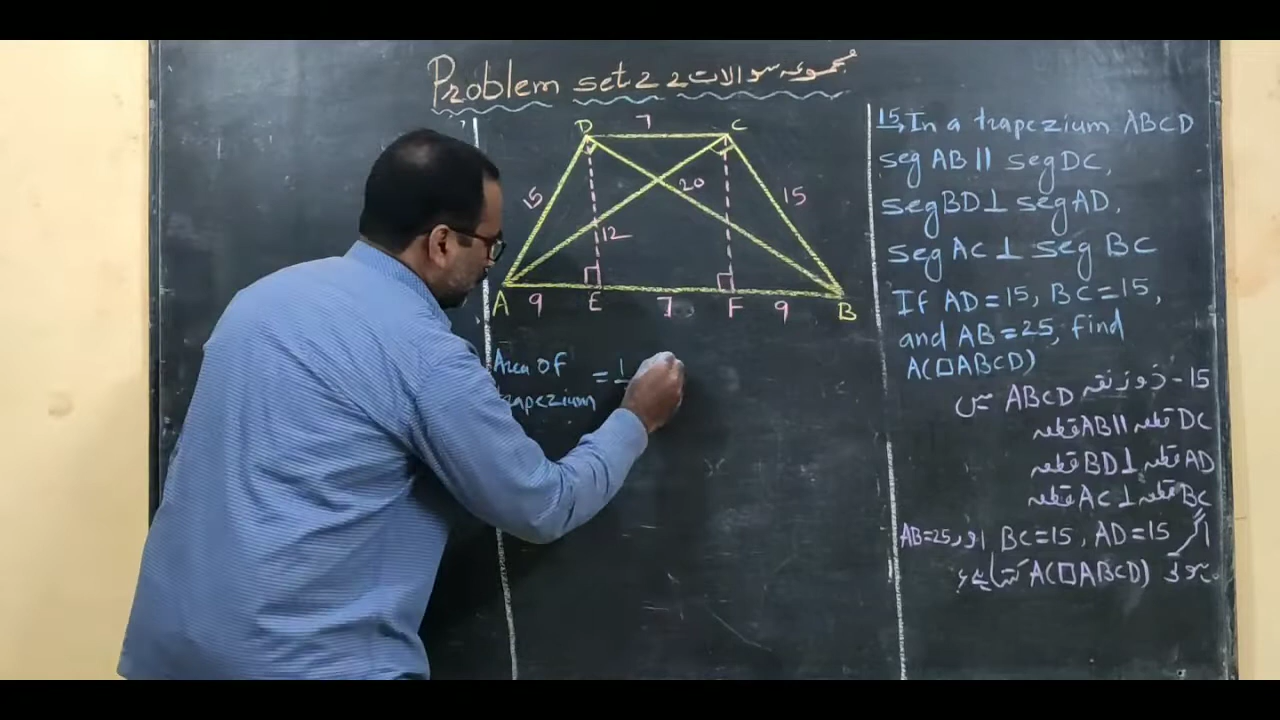 Problem set 2 2 مجموعہ سوالات
D 7 C
15 20 15
12
A 9 E 7 F 9 B
Area of
trapezium = 1
15, In a trapezium ABCD
seg AB || seg DC,
seg BD ⊥ seg AD,
seg AC ⊥ seg BC
If AD = 15, BC = 15,
and AB = 25, find
A(□ABCD)
15 - ذوزنقہ ABCD میں
قطعہ AB || قطعہ DC
قطعہ BD ⊥ قطعہ AD
قطعہ AC ⊥ قطعہ BC
اگر AD = 15 , BC = 15 اور AB = 25
A(□ABCD)